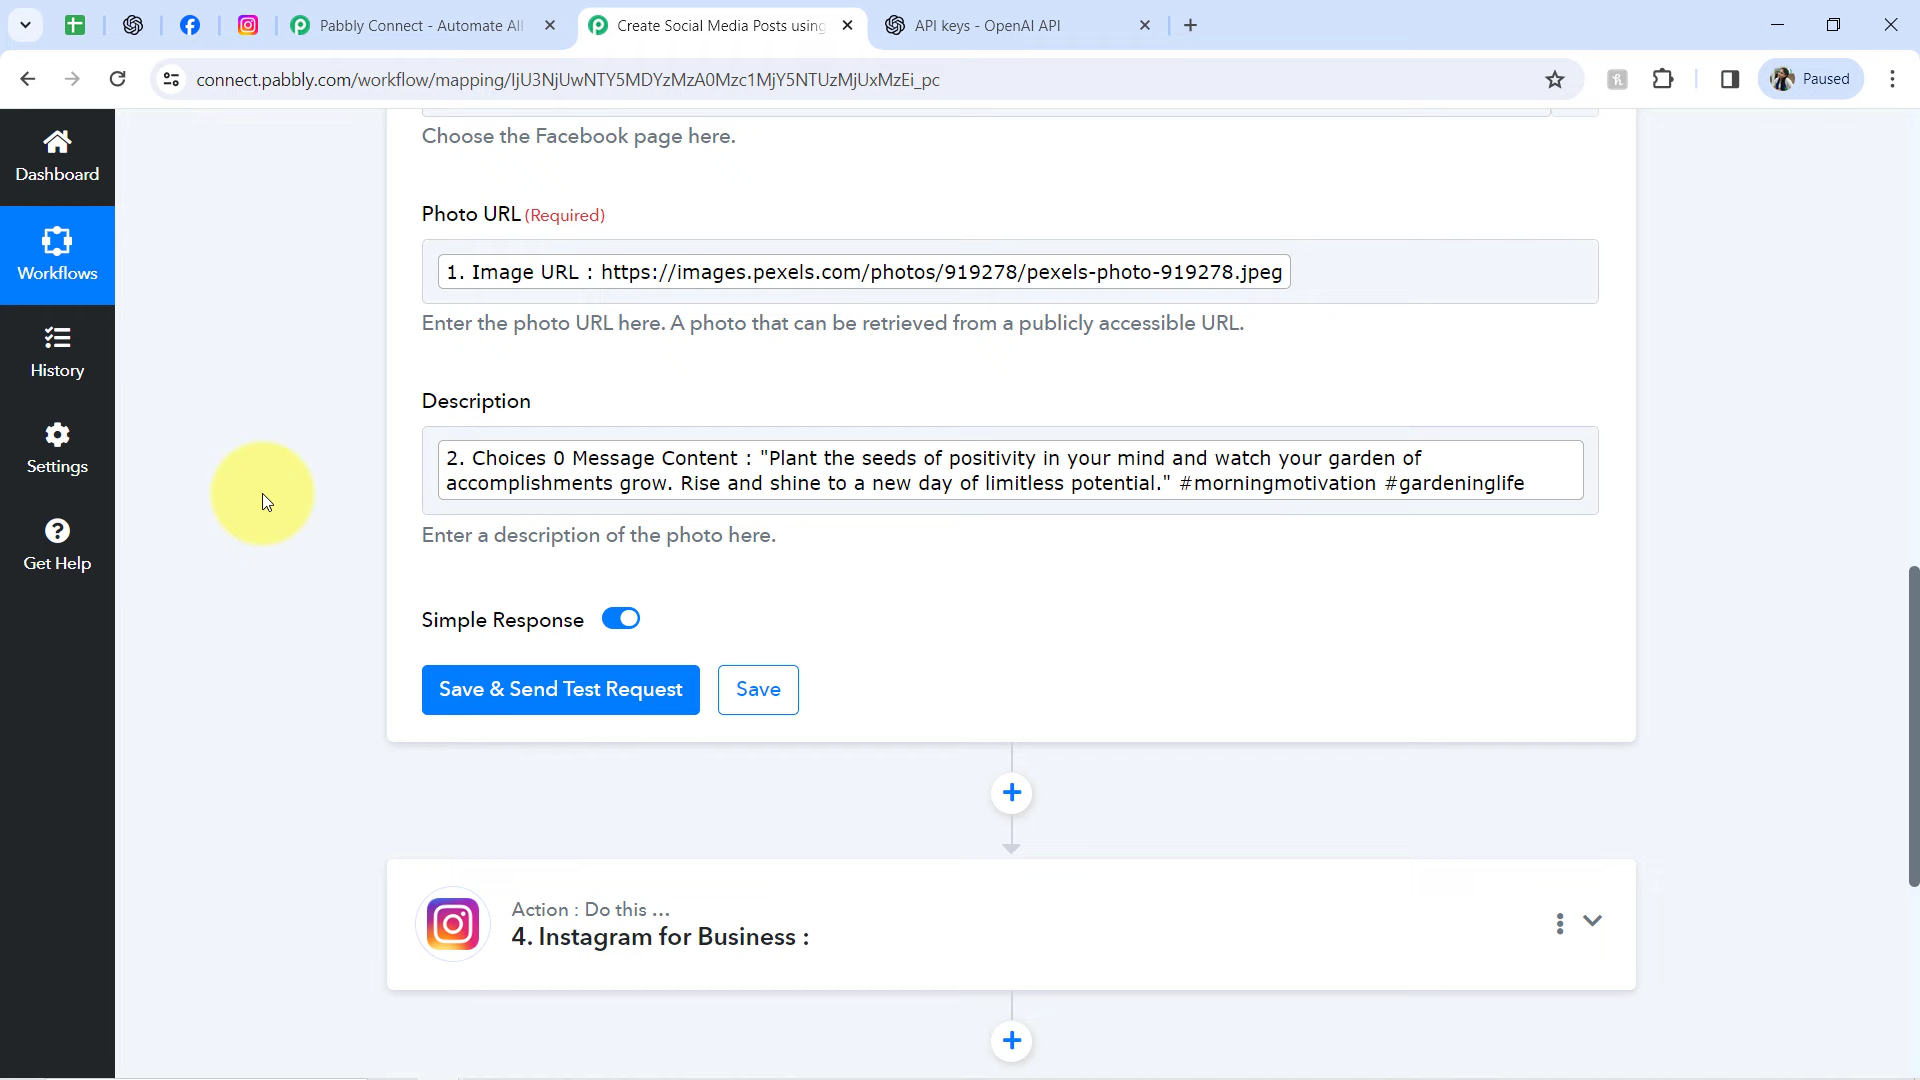 Pabbly Connect - Automate All
Create Social Media Posts using
API keys - OpenAI API
connect.pabbly.com/workflow/mapping/IjU3NjUwNTY5MDYzMzA0Mzc1MjY5NTUzMjUxMzEi_pc
Paused
Dashboard
Workflows
History
Settings
Get Help
Choose the Facebook page here.
Photo URL (Required)
1. Image URL : https://images.pexels.com/photos/919278/pexels-photo-919278.jpeg
Enter the photo URL here. A photo that can be retrieved from a publicly accessible URL.
Description
2. Choices 0 Message Content : "Plant the seeds of positivity in your mind and watch your garden of
accomplishments grow. Rise and shine to a new day of limitless potential." #morningmotivation #gardeninglife
Enter a description of the photo here.
Simple Response
Save & Send Test Request
Save
Action : Do this ...
4. Instagram for Business :